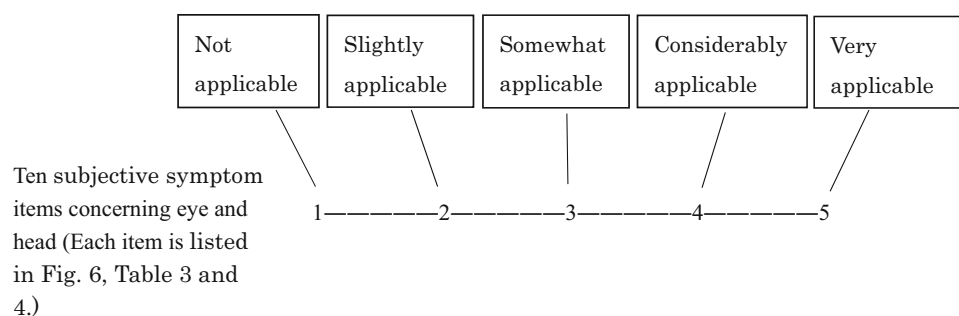 Not
applicable
Slightly
applicable
Somewhat
applicable
Considerably
applicable
Very
applicable
Ten subjective symptom
items concerning eye and
head (Each item is listed
in Fig. 6, Table 3 and
4.)
1—————2—————3—————4—————5